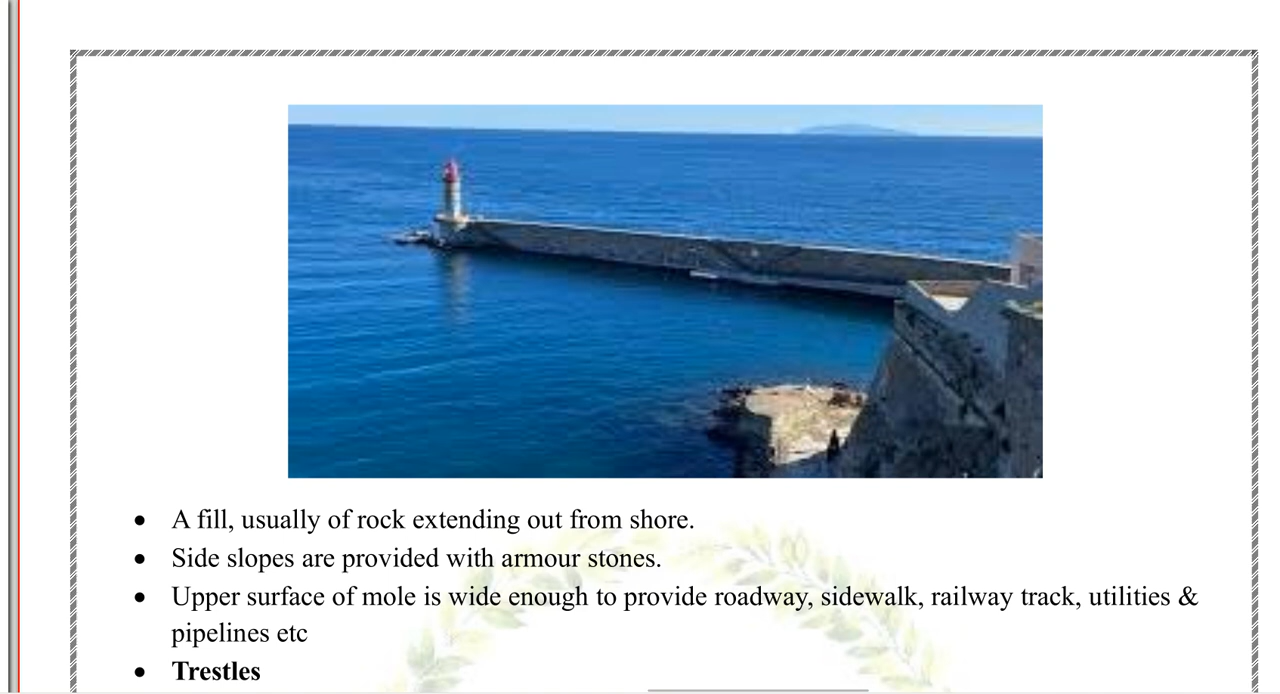 • A fill, usually of rock extending out from shore.
• Side slopes are provided with armour stones.
• Upper surface of mole is wide enough to provide roadway, sidewalk, railway track, utilities &
pipelines etc
• Trestles